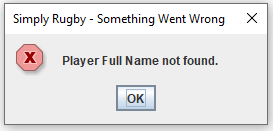 Simply Rugby - Something Went Wrong
Player Full Name not found.
OK